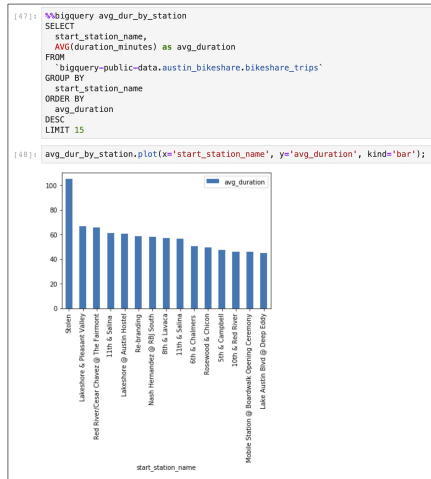 [47]: %%bigquery avg_dur_by_station
SELECT
start_station_name,
AVG(duration_minutes) as avg_duration
FROM
`bigquery-public-data.austin_bikeshare.bikeshare_trips`
GROUP BY
start_station_name
ORDER BY
avg_duration
DESC
LIMIT 15
[48]: avg_dur_by_station.plot(x='start_station_name', y='avg_duration', kind='bar');
avg_duration
100
80
60
40
20
0
Stolen
Lakeshore & Pleasant Valley
Red River/Cesar Chavez @ The Fairmont
11th & Salina
Lakeshore @ Austin Hostel
Re-branding
Nash Hernandez @ RBJ South
8th & Lavaca
11th & Salina
6th & Chalmers
Rosewood & Chicon
5th & Campbell
10th & Red River
Mobile Station @ Boardwalk Opening Ceremony
Lake Austin Blvd @ Deep Eddy
start_station_name